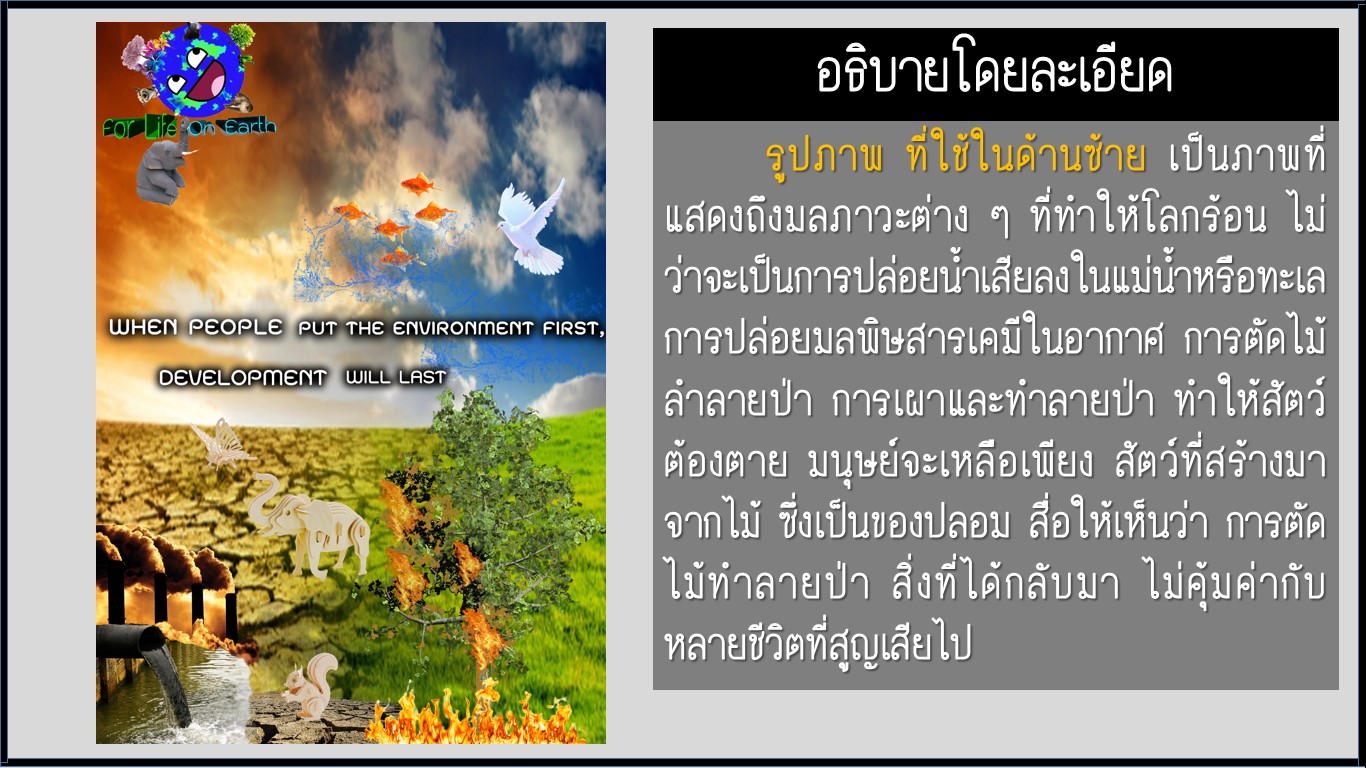 For Life On Earth
WHEN PEOPLE PUT THE ENVIRONMENT FIRST,
DEVELOPMENT WILL LAST
อธิบายโดยละเอียด
รูปภาพ ที่ใช้ในด้านซ้าย เป็นภาพที่
แสดงถึงมลภาวะต่าง ๆ ที่ทำให้โลกร้อน ไม่
ว่าจะเป็นการปล่อยน้ำเสียลงในแม่น้ำหรือทะเล
การปล่อยมลพิษสารเคมีในอากาศ การตัดไม้
ลำลายป่า การเผาและทำลายป่า ทำให้สัตว์
ต้องตาย มนุษย์จะเหลือเพียง สัตว์ที่สร้างมา
จากไม้ ซึ่งเป็นของปลอม สื่อให้เห็นว่า การตัด
ไม้ทำลายป่า สิ่งที่ได้กลับมา ไม่คุ้มค่ากับ
หลายชีวิตที่สูญเสียไป